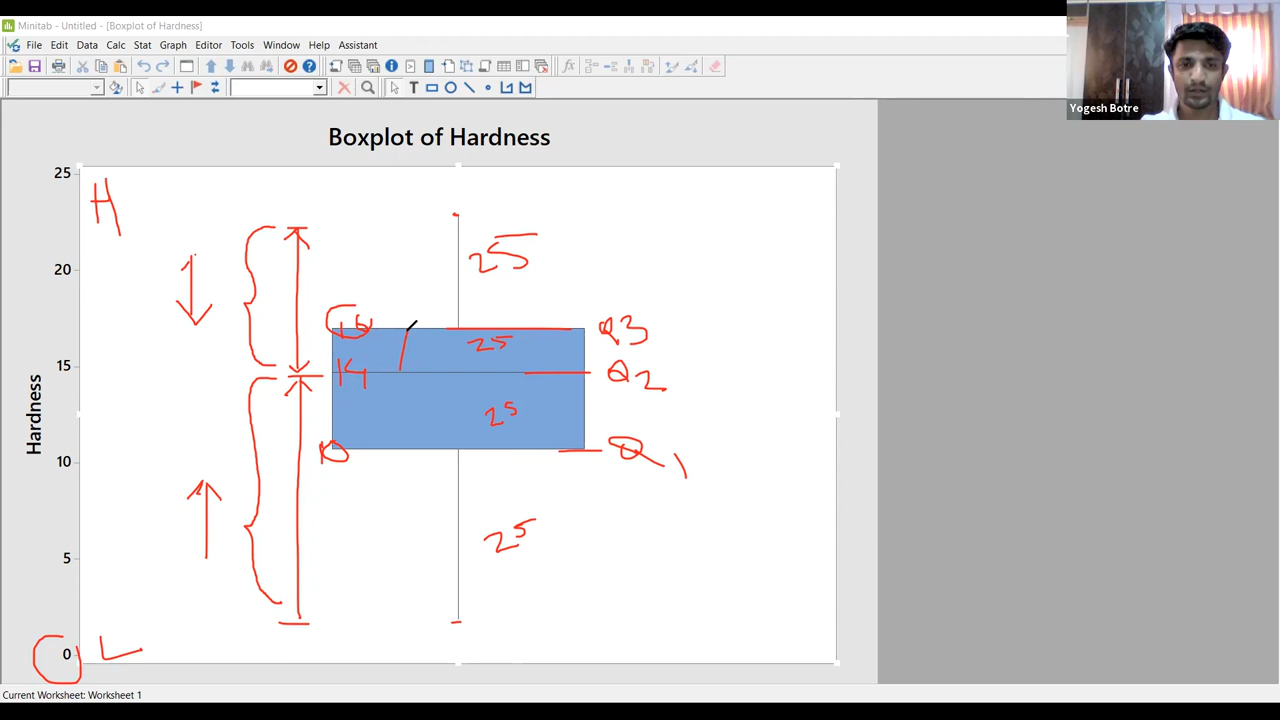 Minitab - Untitled - [Boxplot of Hardness]
File Edit Data Calc Stat Graph Editor Tools Window Help Assistant
Yogesh Botre
Boxplot of Hardness
25
H
25
20
16
Q3
25
15
14
Q2
25
Hardness
10
10
Q1
5
25
0
L
Current Worksheet: Worksheet 1